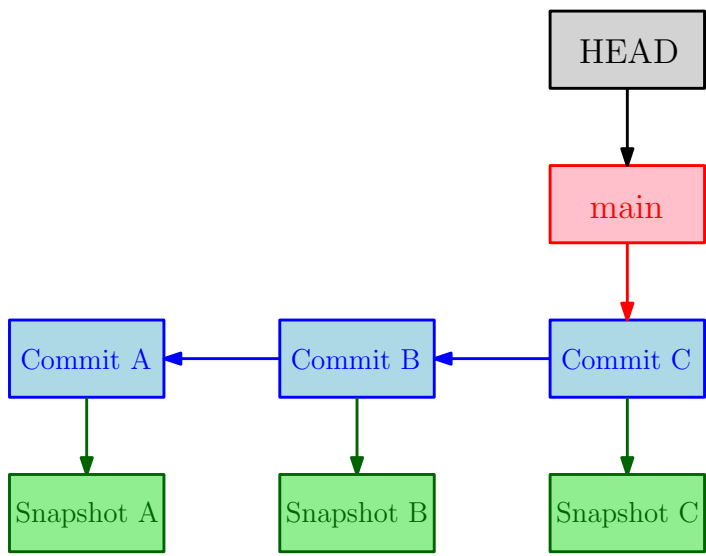 HEAD
main
Commit A
Commit B
Commit C
Snapshot A
Snapshot B
Snapshot C